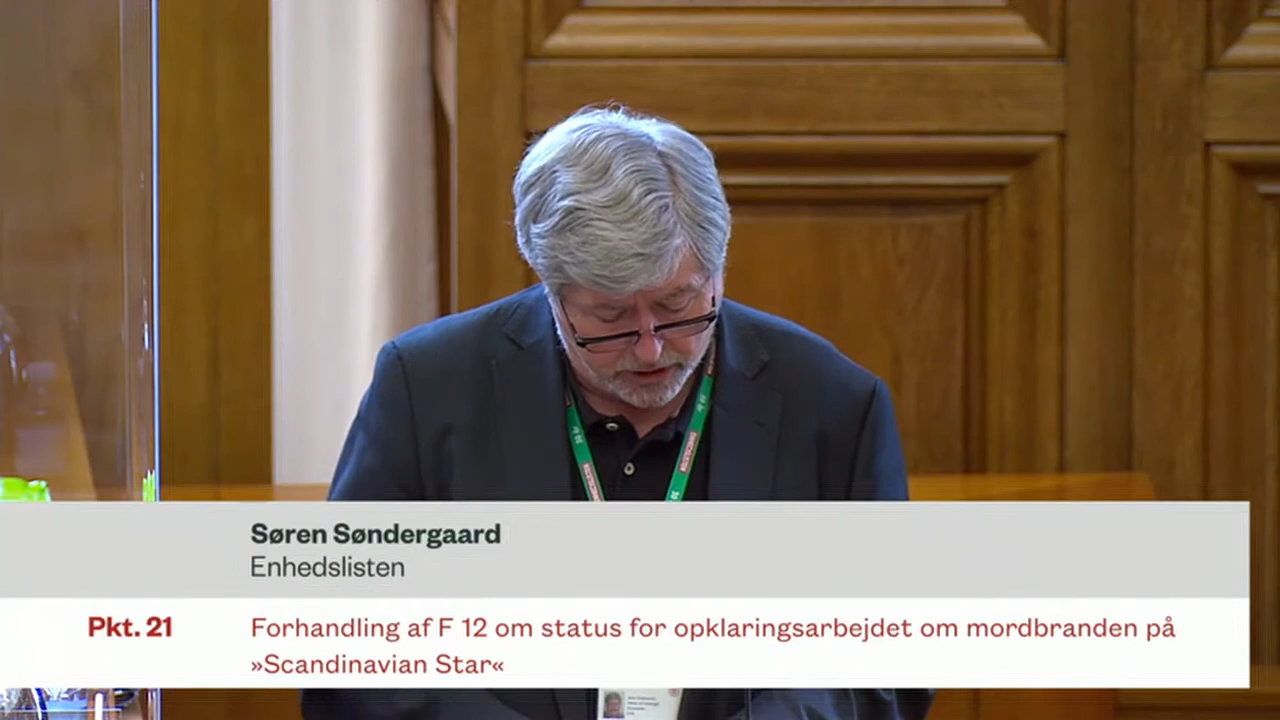 Søren Søndergaard
Enhedslisten
Pkt. 21
Forhandling af F 12 om status for opklaringsarbejdet om mordbranden på
»Scandinavian Star«